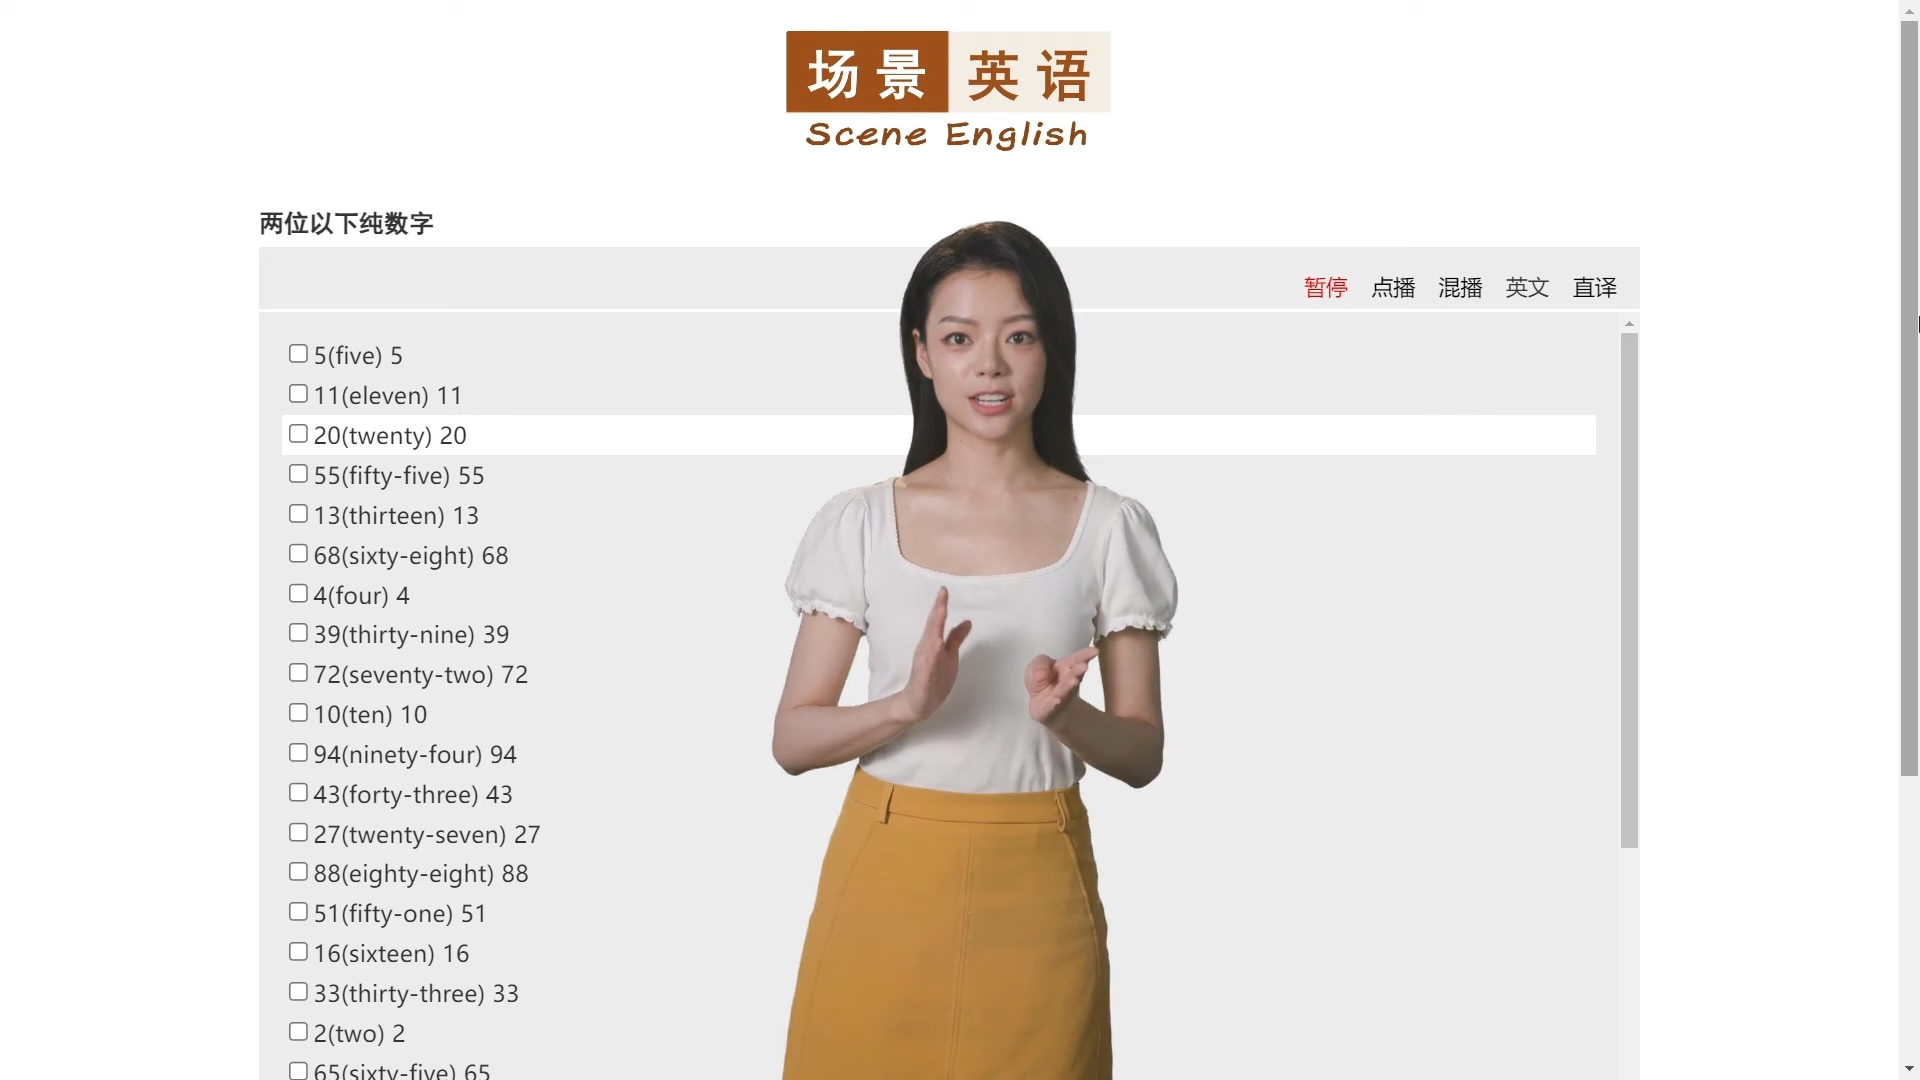 场景英语
Scene English
两位以下纯数字
暂停 点播 混播 英文 直译
5(five) 5
11(eleven) 11
20(twenty) 20
55(fifty-five) 55
13(thirteen) 13
68(sixty-eight) 68
4(four) 4
39(thirty-nine) 39
72(seventy-two) 72
10(ten) 10
94(ninety-four) 94
43(forty-three) 43
27(twenty-seven) 27
88(eighty-eight) 88
51(fifty-one) 51
16(sixteen) 16
33(thirty-three) 33
2(two) 2
65(sixty-five) 65